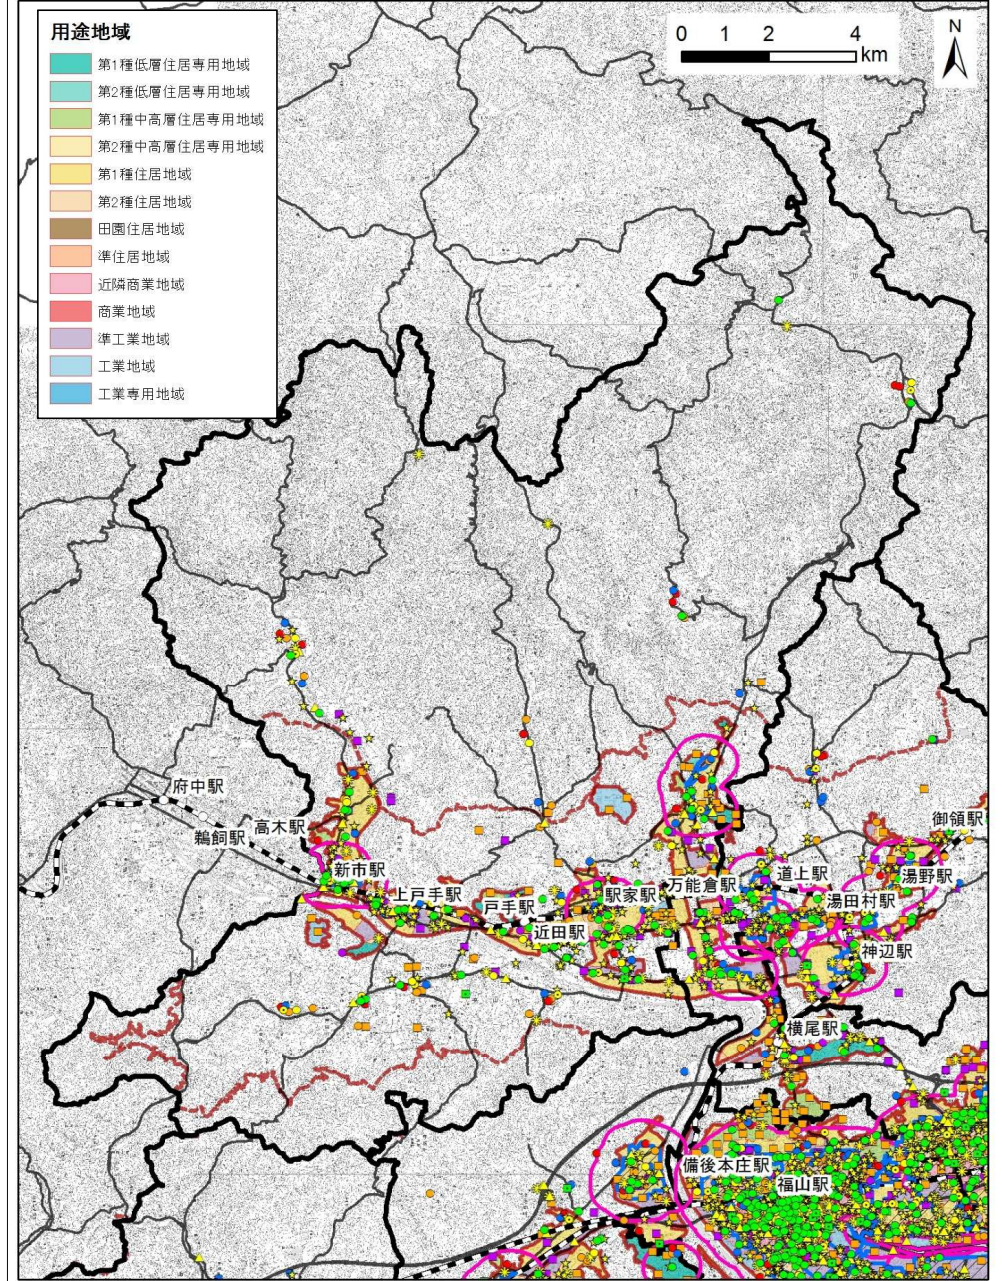 用途地域
第1種低層住居専用地域
第2種低層住居専用地域
第1種中高層住居専用地域
第2種中高層住居専用地域
第1種住居地域
第2種住居地域
田園住居地域
準住居地域
近隣商業地域
商業地域
準工業地域
工業地域
工業専用地域
0 1 2 4
km
N
府中駅
鵜飼駅
高木駅
新市駅
上戸手駅
戸手駅
近田駅
駅家駅
万能倉駅
道上駅
湯田村駅
湯野駅
御領駅
神辺駅
横尾駅
備後本庄駅
福山駅